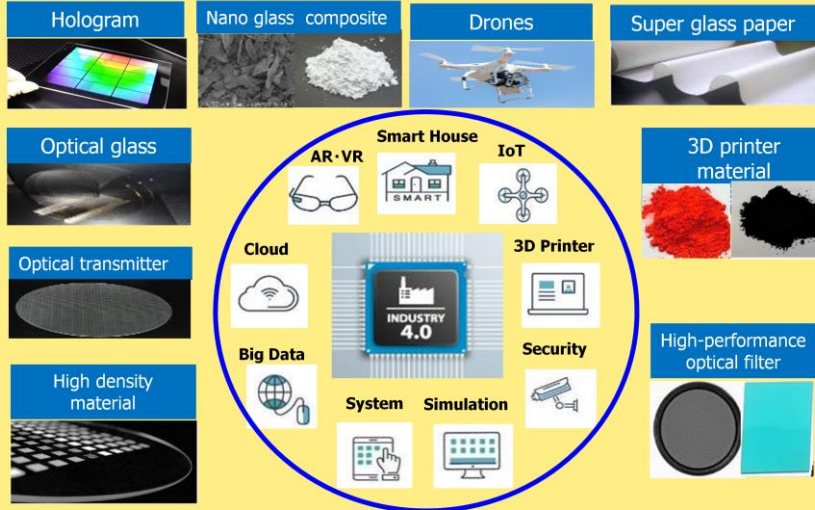 Hologram
Nano glass composite
Drones
Super glass paper
Optical glass
Smart House
AR·VR
IoT
SMART
3D printer
material
Cloud
3D Printer
Optical transmitter
INDUSTRY
4.0
Big Data
Security
High-performance
optical filter
High density
material
System
Simulation